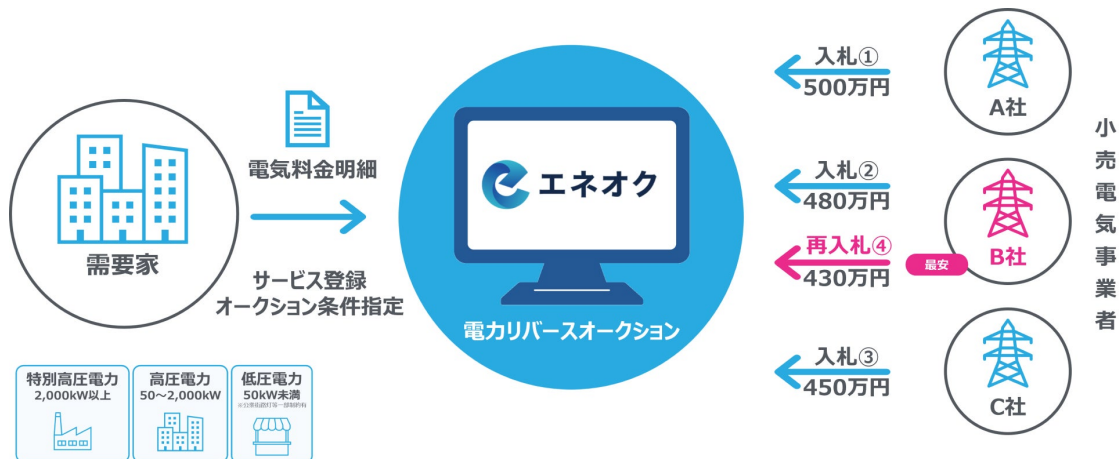 需要家
電気料金明細
サービス登録
オークション条件指定
特別高圧電力
2,000kW以上
高圧電力
50～2,000kW
低圧電力
50kW未満
e エネオク
電力リバースオークション
入札①
500万円
A社
入札②
480万円
再入札④
430万円
最安
B社
入札③
450万円
C社
小売電気事業者